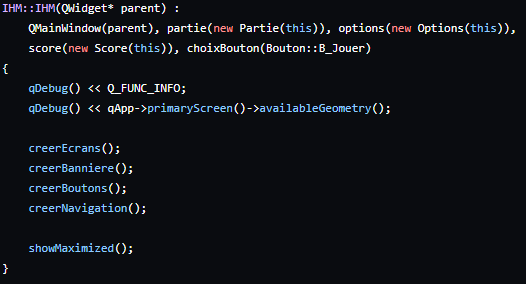 IHM::IHM(QWidget* parent) :
QMainWindow(parent), partie(new Partie(this)), options(new Options(this)),
score(new Score(this)), choixBouton(Bouton::B_Jouer)
{
qDebug() << Q_FUNC_INFO;
qDebug() << qApp->primaryScreen()->availableGeometry();
creerEcrans();
creerBanniere();
creerBoutons();
creerNavigation();
showMaximized();
}